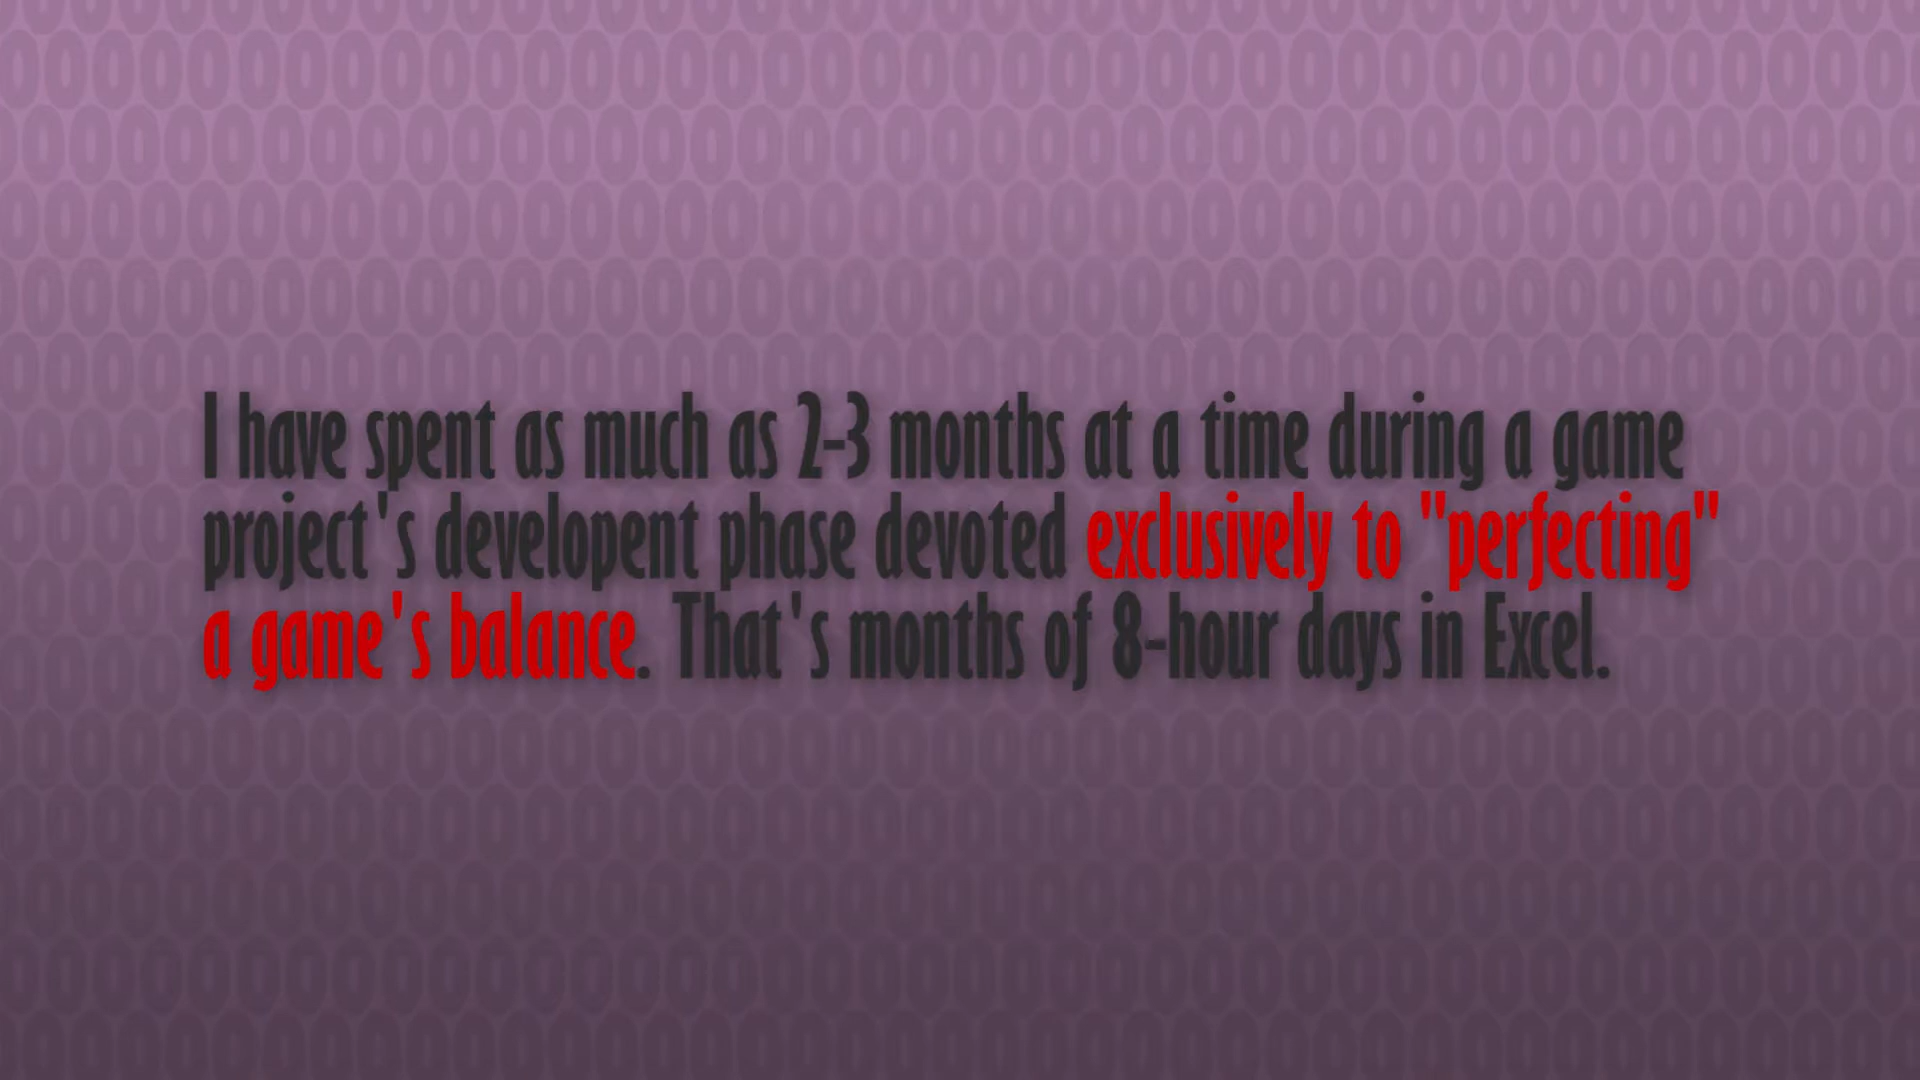 I have spent as much as 2-3 months at a time during a game
project's developent phase devoted exclusively to "perfecting"
a game's balance. That's months of 8-hour days in Excel.